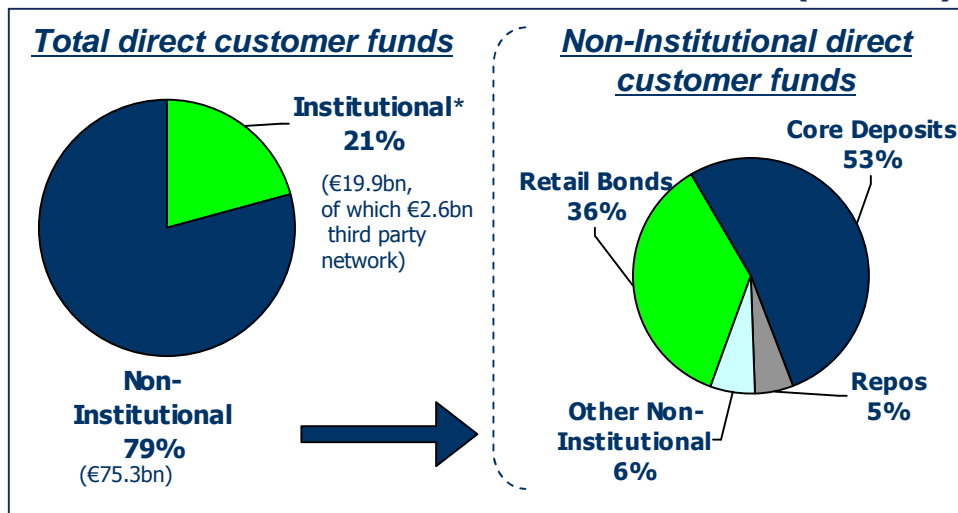 Total direct customer funds
Institutional*
21%
(€19.9bn,
of which €2.6bn
third party
network)
Non-
Institutional
79%
(€75.3bn)
Non-Institutional direct
customer funds
Core Deposits
53%
Retail Bonds
36%
Repos
5%
Other Non-
Institutional
6%